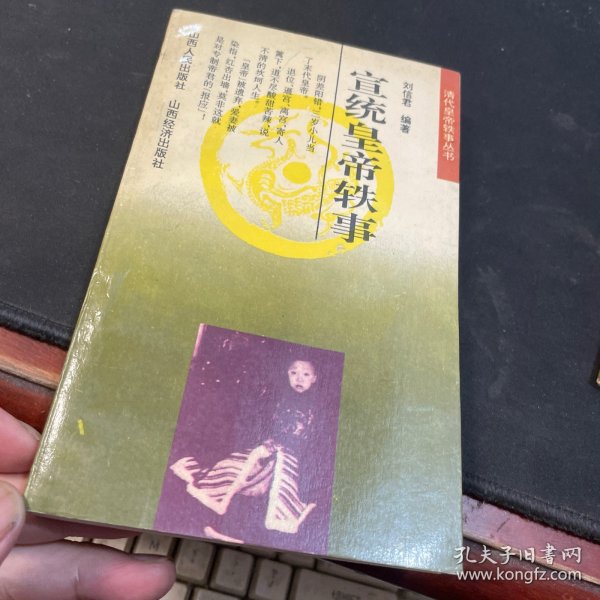 清代皇帝轶事丛书
刘信君 编著
宣统皇帝轶事
阴差阳错，三岁小儿当
了末代皇帝。
退位、逼宫、离宫、寄人
篱下，道不尽酸甜苦辣，说
不清的坎坷人生。
“皇帝”被遗弃，爱妻被
染指，“红杏出墙”，莫非这就
是对专制帝君的“报应”！
山西人民出版社 山西经济出版社
孔夫子旧书网
www.kongfz.com